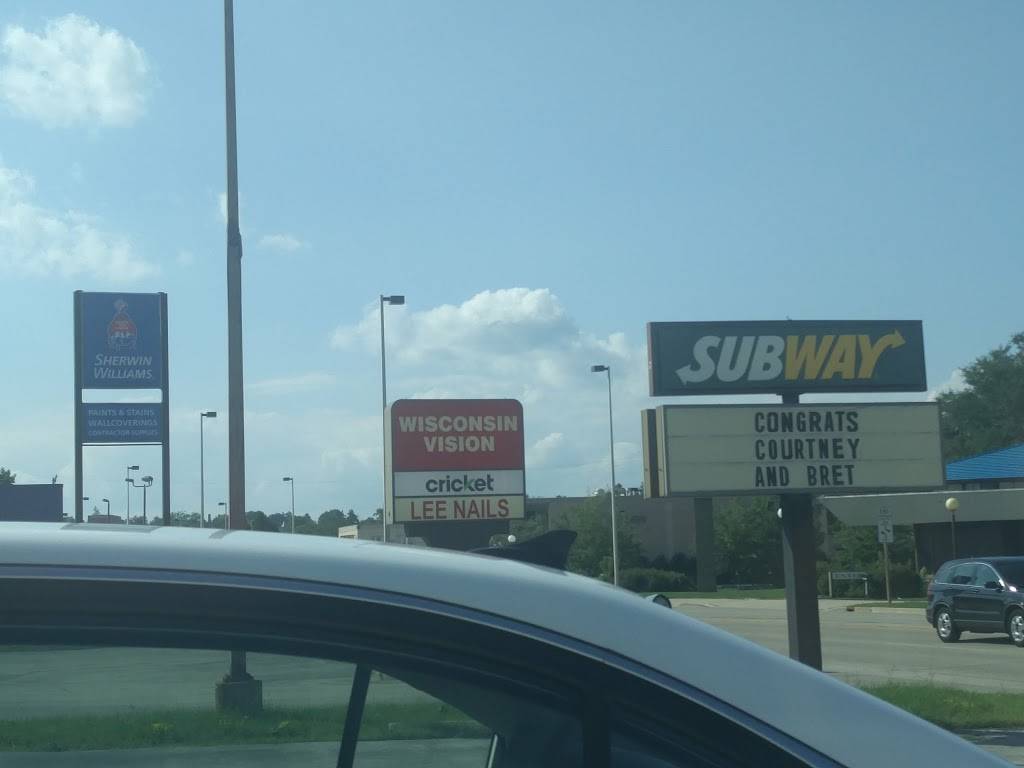 SHERWIN
WILLIAMS
PAINTS & STAINS
WALLCOVERINGS
CONTRACTOR SUPPLIES
WISCONSIN
VISION
cricket
LEE NAILS
SUBWAY
CONGRATS
COURTNEY
AND BRET